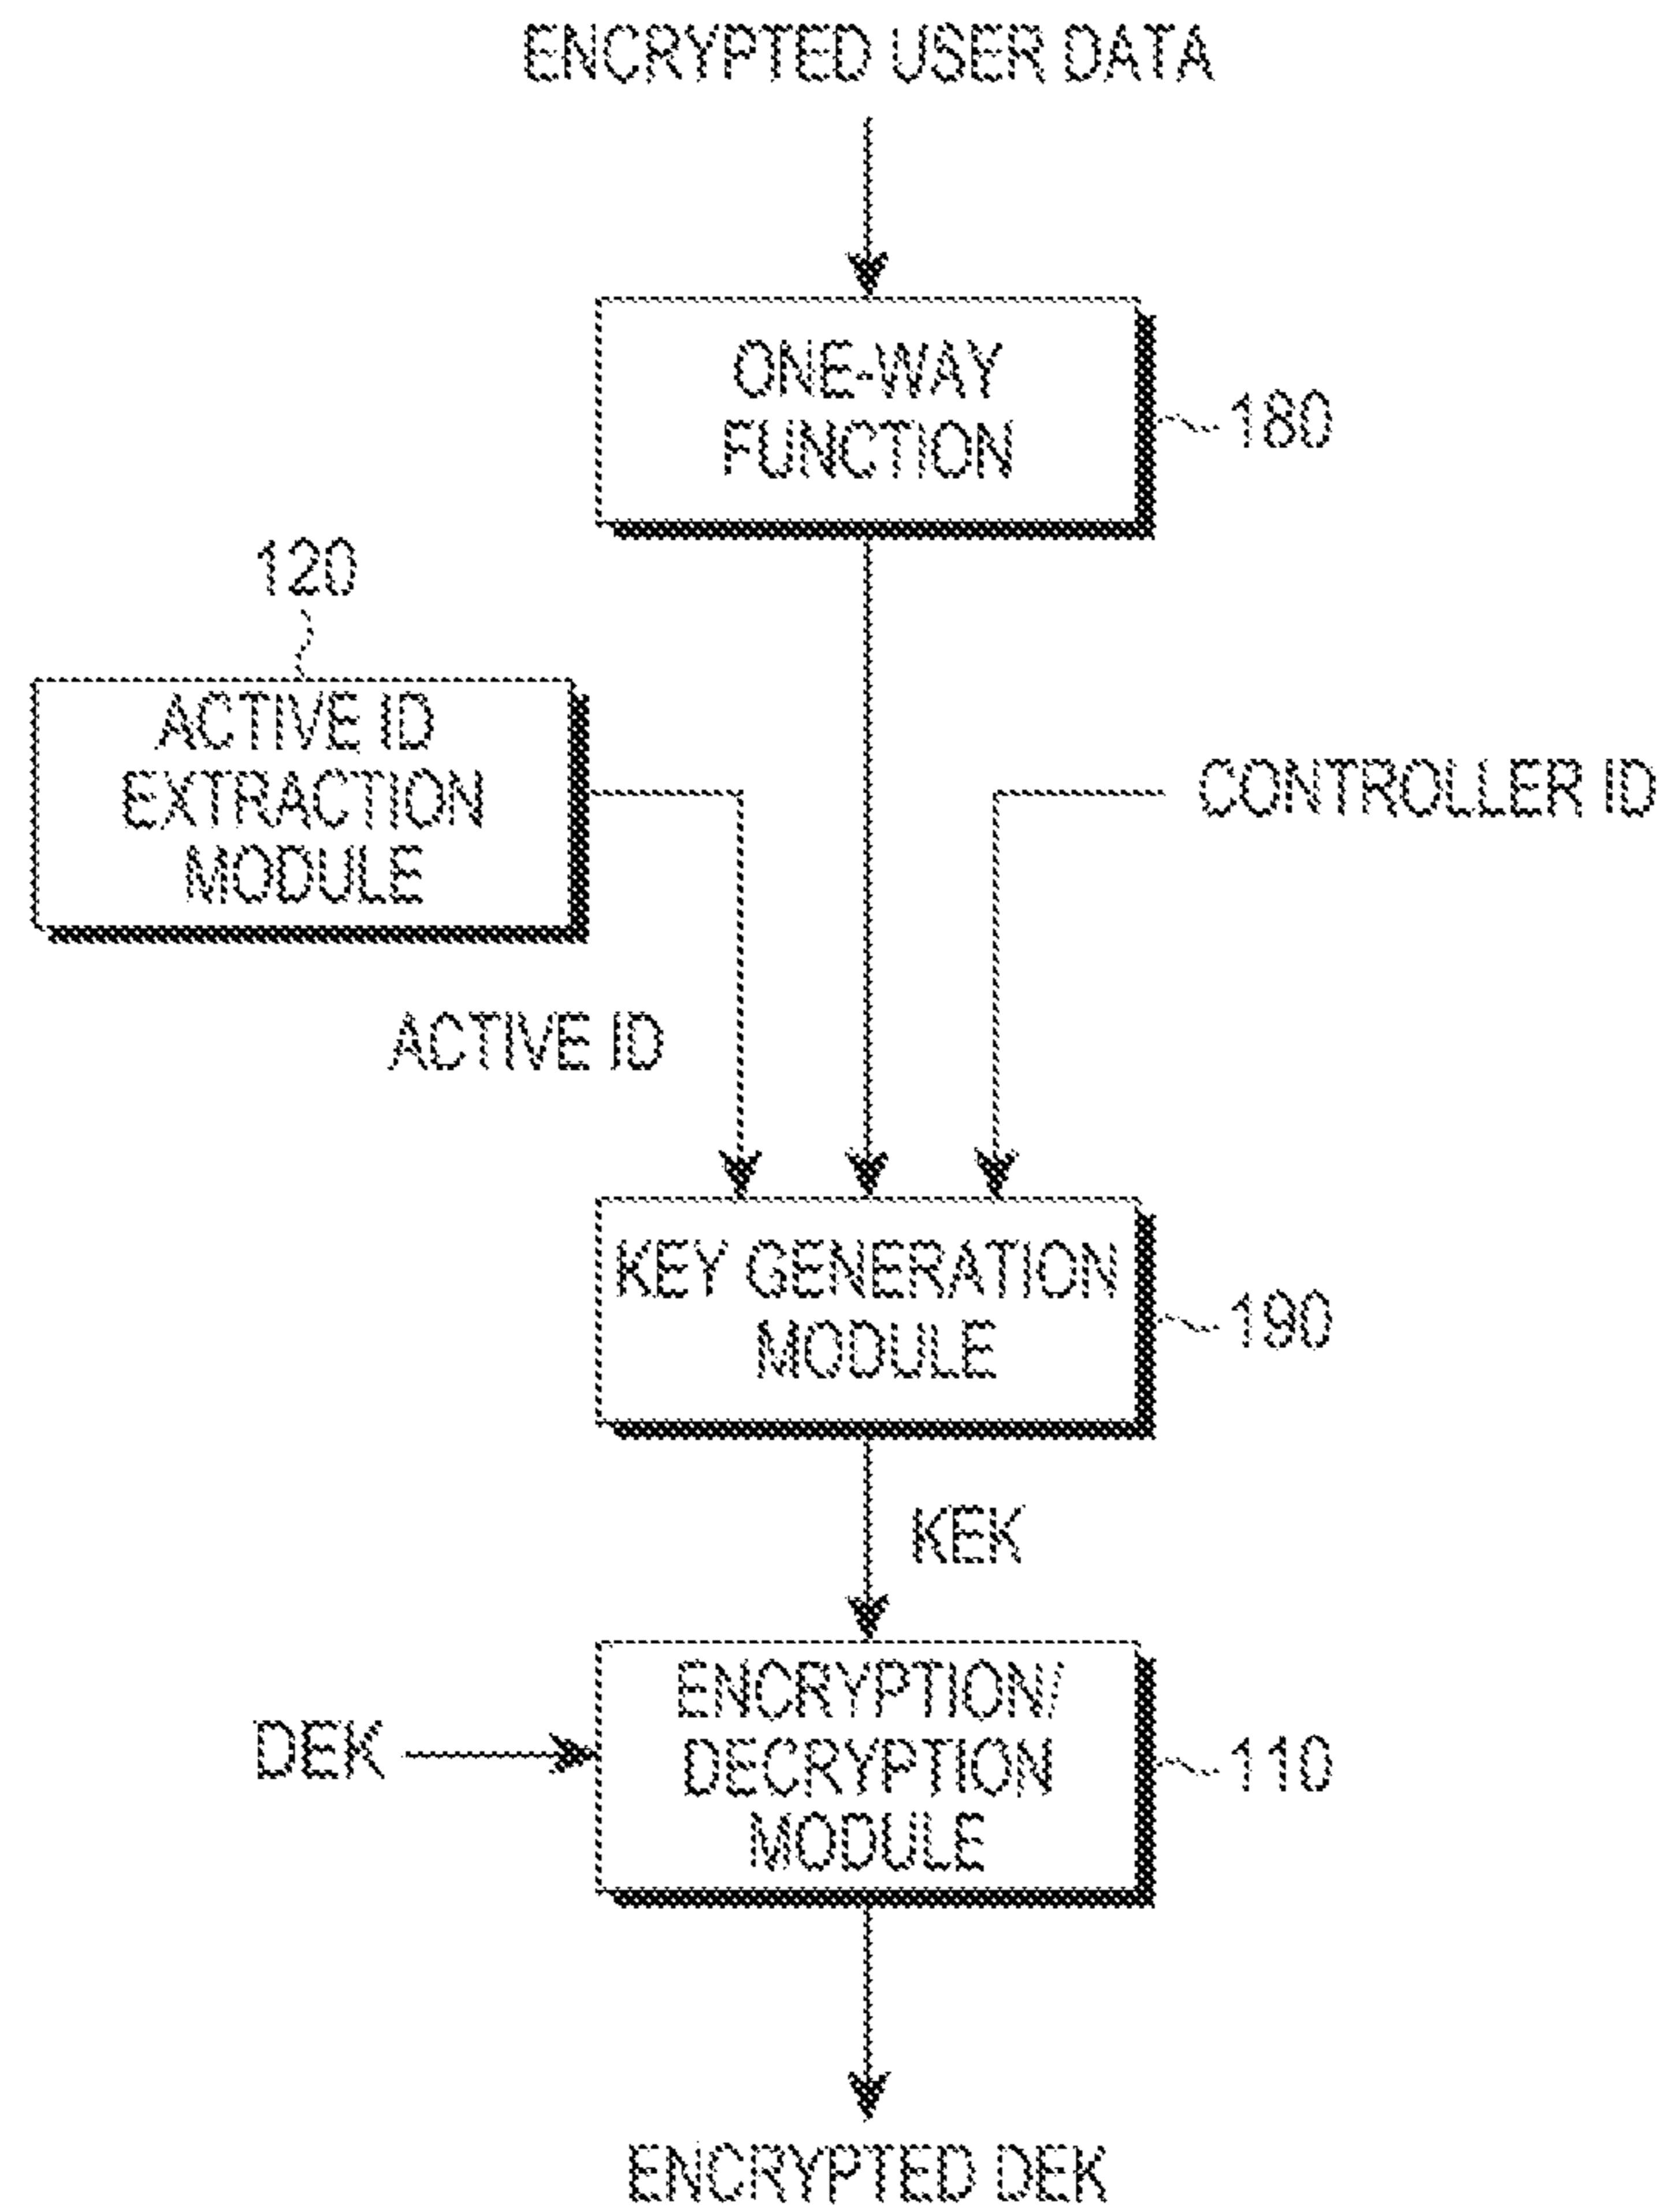 ENCRYPTED USER DATA
ONE-WAY
FUNCTION
180
120
ACTIVE ID
EXTRACTION
MODULE
CONTROLLER ID
ACTIVE ID
KEY GENERATION
MODULE
190
KEK
ENCRYPTION/
DECRYPTION
MODULE
DEK
110
ENCRYPTED DEK